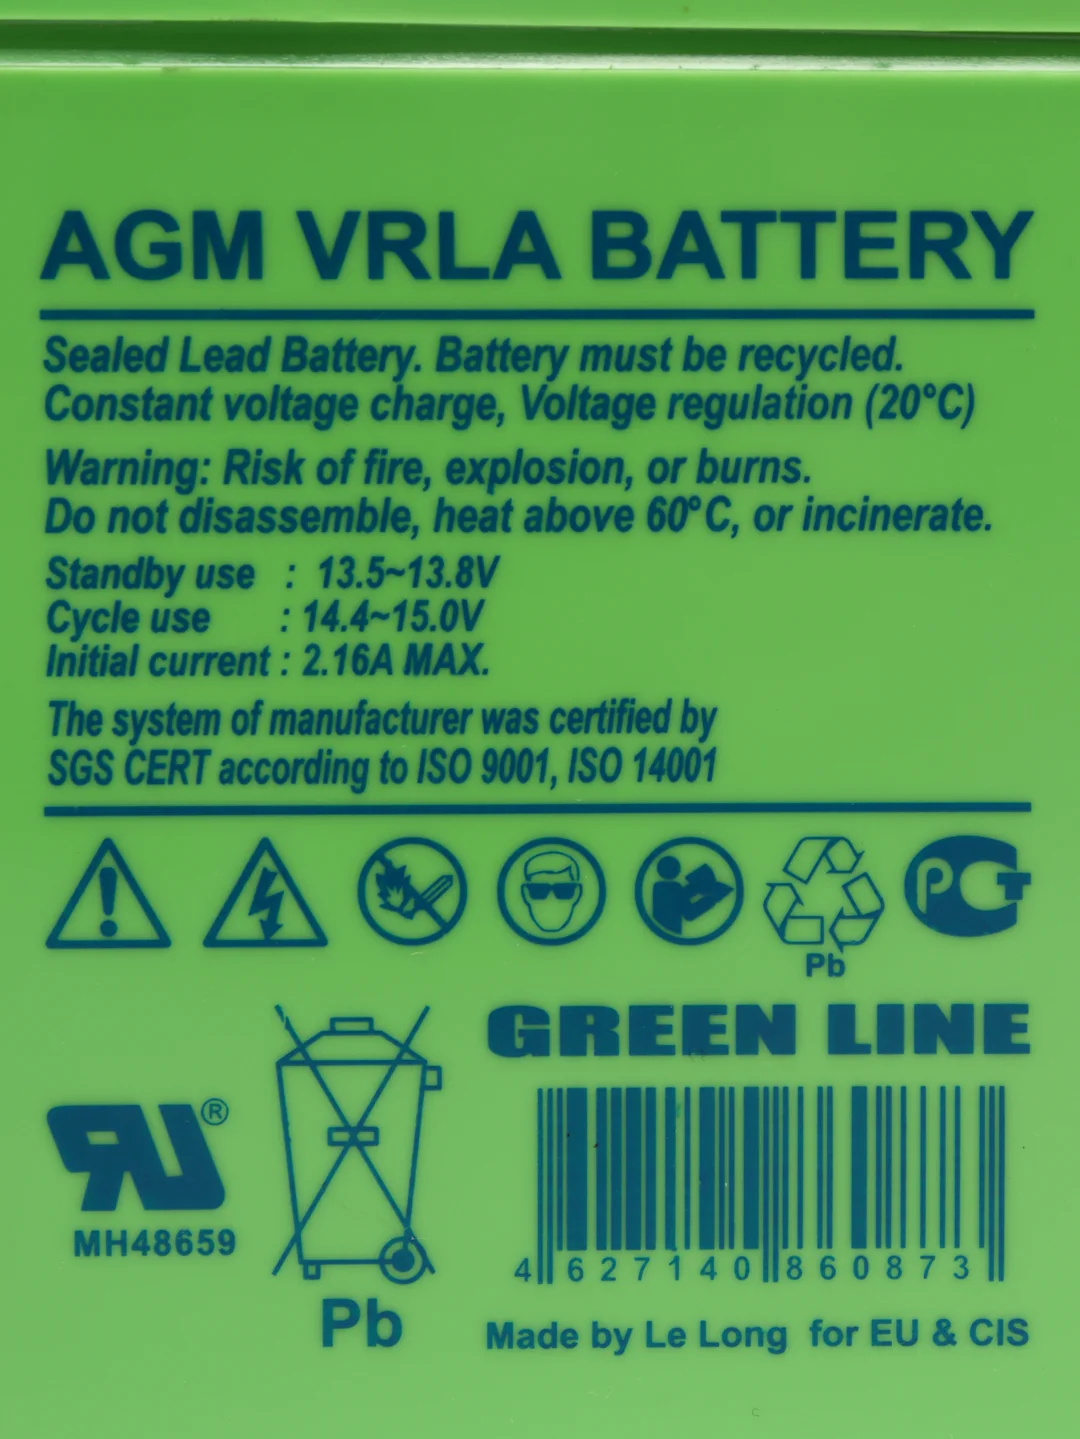 AGM VRLA BATTERY
Sealed Lead Battery. Battery must be recycled.
Constant voltage charge, Voltage regulation (20°C)
Warning: Risk of fire, explosion, or burns.
Do not disassemble, heat above 60°C, or incinerate.
Standby use : 13.5~13.8V
Cycle use : 14.4~15.0V
Initial current : 2.16A MAX.
The system of manufacturer was certified by
SGS CERT according to ISO 9001, ISO 14001
РСТ
Pb
GREEN LINE
RU®
MH48659
4 627140 860873
Pb
Made by Le Long for EU & CIS